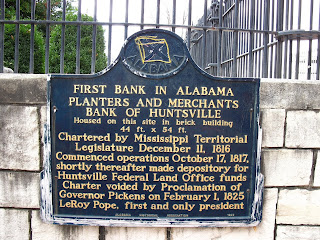 FIRST BANK IN ALABAMA
PLANTERS AND MERCHANTS
BANK OF HUNTSVILLE
Housed on this site in brick building
44 ft. x 54 ft.
Chartered by Mississippi Territorial
Legislature December 11, 1816
Commenced operations October 17, 1817,
shortly thereafter made depository for
Huntsville Federal Land Office funds
Charter voided by Proclamation of
Governor Pickens on February 1, 1825
LeRoy Pope, first and only president
ALABAMA HISTORICAL ASSOCIATION